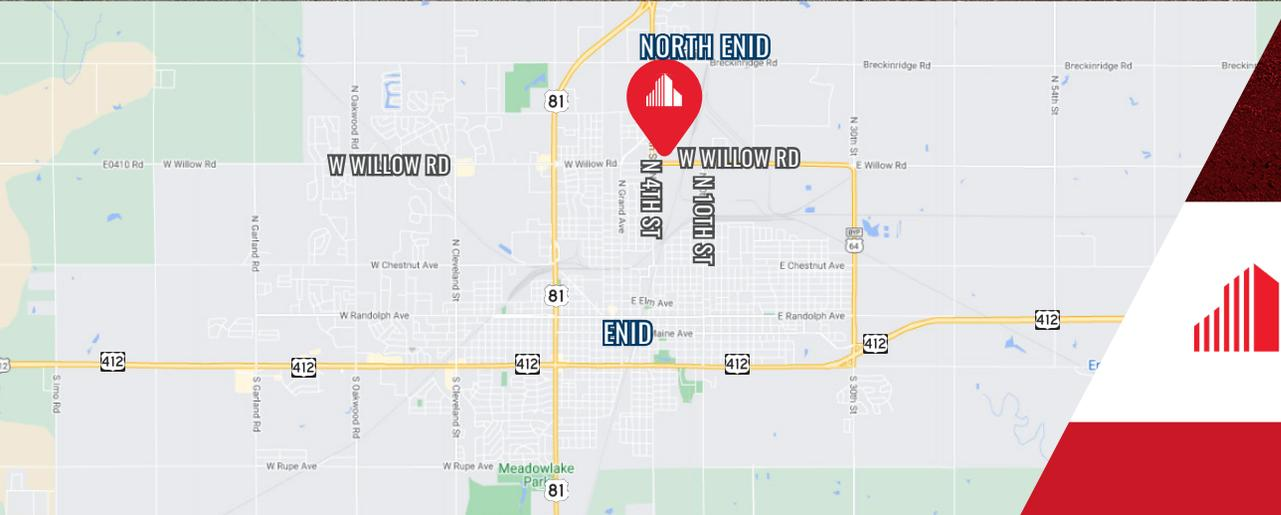 NORTH ENID
Breckinridge Rd
Breckinridge Rd
Breckinridge Rd
81
N Oakwood Rd
N 54th St
N 30th St
E0410 Rd
W Willow Rd
W WILLOW RD
W Willow Rd
W WILLOW RD
E Willow Rd
N 4TH ST
N 10TH ST
N Grand Ave
N Garland Rd
N Cleveland St
BYP
64
W Chestnut Ave
E Chestnut Ave
81
E Elm Ave
W Randolph Ave
E Randolph Ave
412
ENID
Maine Ave
412
412
412
412
412
S Imo Rd
S Garland Rd
S Oakwood Rd
S Cleveland St
S 30th St
W Rupe Ave
W Rupe Ave
Meadowlake
Park
81